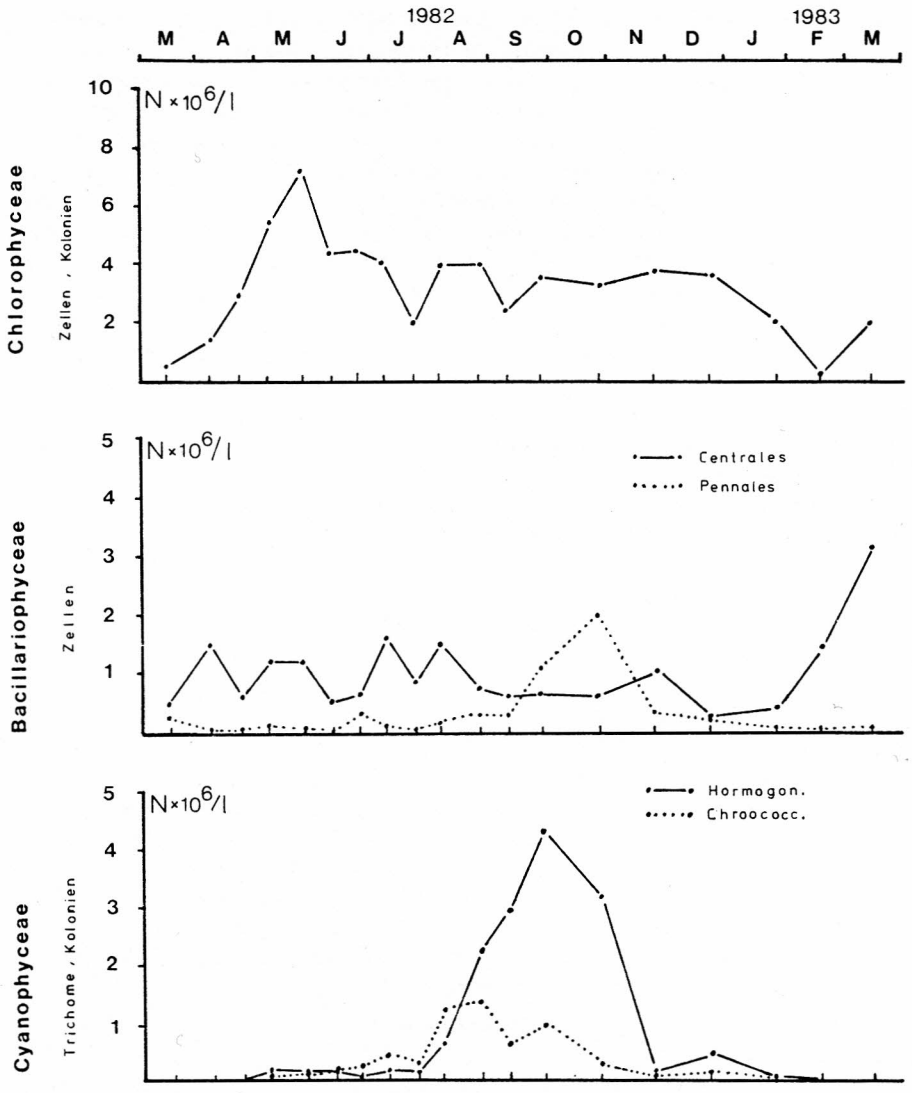 1982 1983
M A M J J A S O N D J F M
Chlorophyceae
Zellen , Kolonien
N×10⁶/l
10
8
6
4
2
Bacillariophyceae
Zellen
N×10⁶/l
5
4
3
2
1
Centrales
Pennales
Cyanophyceae
Trichome , Kolonien
N×10⁶/l
5
4
3
2
1
Hormogon.
Chroococc.